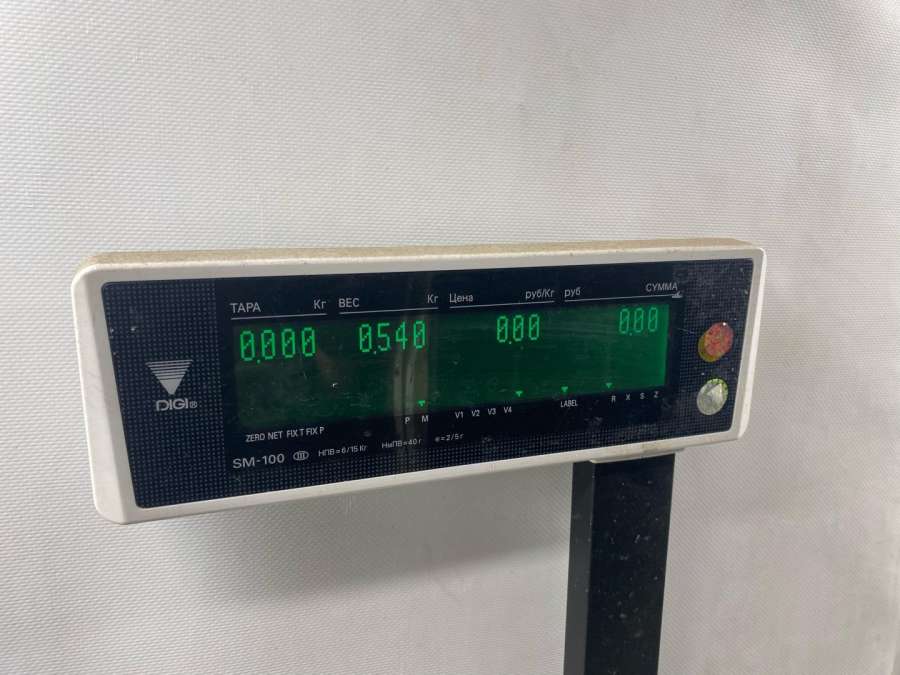 ТАРА Кг ВЕС Кг Цена руб/Кг руб СУММА
0.000 0.540 0.00 0.00
DIGI®
P M V1 V2 V3 V4 LABEL R X S Z
ZERO NET FIX T FIX P
SM-100 III НПВ=6/15 Кг НмПВ=40 г e=2/5 г